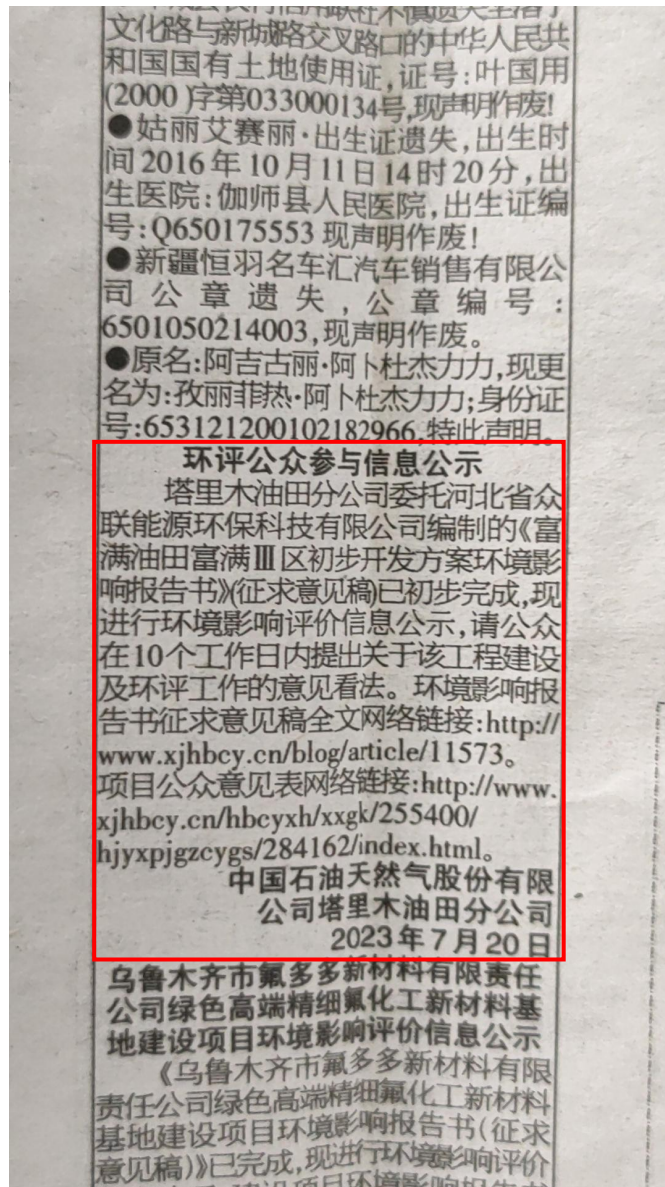 文化路与新城路交叉路口的中华人民共
和国国有土地使用证,证号:叶国用
(2000)字第033000134号,现声明作废!
●姑丽艾赛丽·出生证遗失,出生时
间2016年10月11日14时20分,出
生医院:伽师县人民医院,出生证编
号:Q650175553现声明作废!
●新疆恒羽名车汇汽车销售有限公
司公章遗失,公章编号:
6501050214003,现声明作废。
●原名:阿吉古丽·阿卜杜杰力力,现更
名为:孜丽菲热·阿卜杜杰力力;身份证
号:653121200102182966,特此声明。
环评公众参与信息公示
塔里木油田分公司委托河北省众
联能源环保科技有限公司编制的《富
满油田富满Ⅲ区初步开发方案环境影
响报告书》(征求意见稿)已初步完成,现
进行环境影响评价信息公示,请公众
在10个工作日内提出关于该工程建设
及环评工作的意见看法。环境影响报
告书征求意见稿全文网络链接:http://
www.xjhbcy.cn/blog/article/11573。
项目公众意见表网络链接:http://www.
xjhbcy.cn/hbcyxh/xxgk/255400/
hjyxpjgzcygs/284162/index.html。
中国石油天然气股份有限
公司塔里木油田分公司
2023年7月20日
乌鲁木齐市氟多多新材料有限责任
公司绿色高端精细氟化工新材料基
地建设项目环境影响评价信息公示
《乌鲁木齐市氟多多新材料有限
责任公司绿色高端精细氟化工新材料
基地建设项目环境影响报告书(征求
意见稿)》已完成,现进行环境影响评价